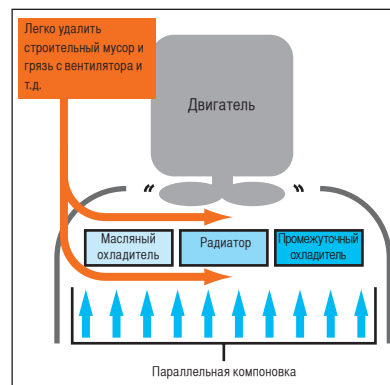 Легко удалить
строительный мусор и
грязь с вентилятора и
т.д.
Двигатель
Масляный
охладитель
Радиатор
Промежуточный
охладитель
Параллельная компоновка